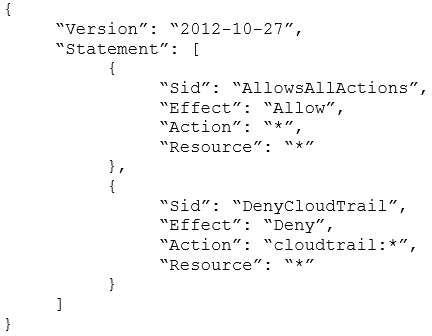 {
“Version”: “2012-10-27”,
“Statement”: [
{
“Sid”: “AllowsAllActions”,
“Effect”: “Allow”,
“Action”: “*”,
“Resource”: “*”
},
{
“Sid”: “DenyCloudTrail”,
“Effect”: “Deny”,
“Action”: “cloudtrail:*”,
“Resource”: “*”
}
]
}